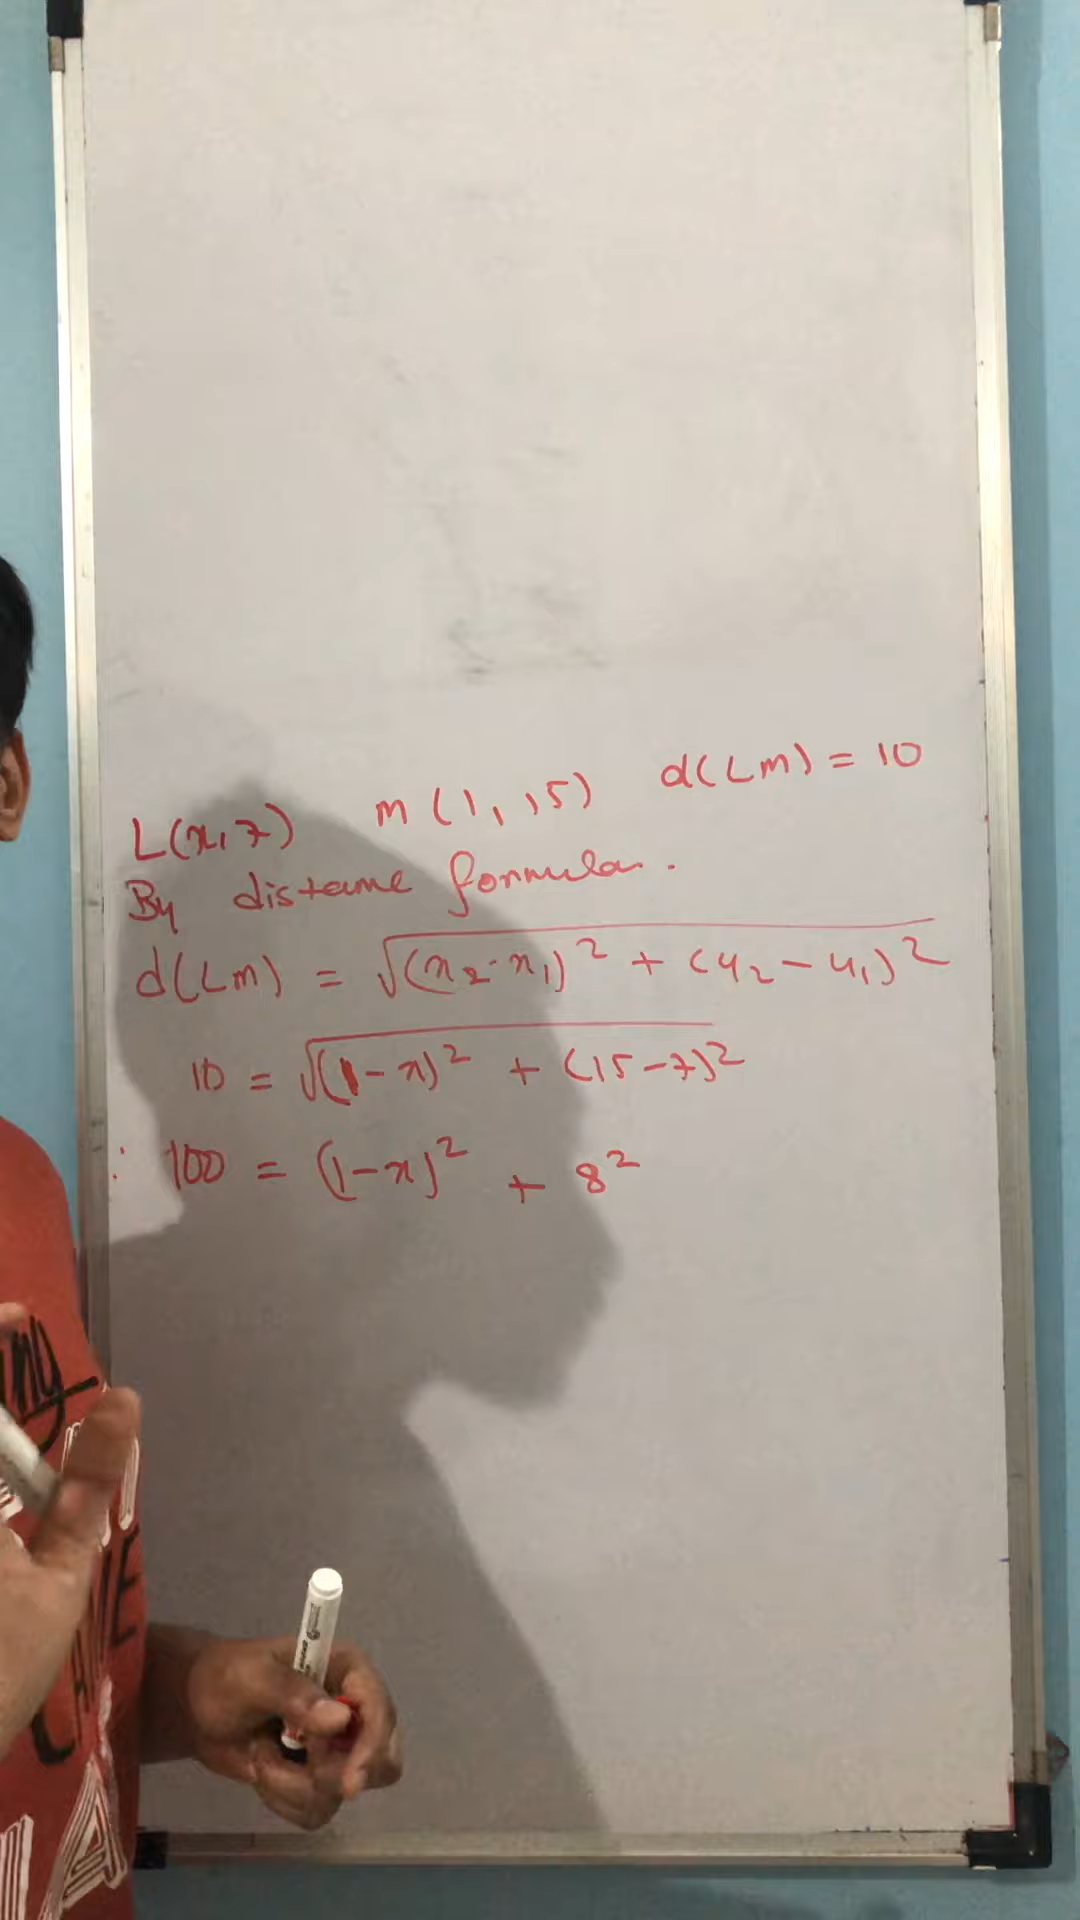 L(x, 7) m (1, 15) d(Lm) = 10
By distance formula.
d(Lm) = √(x2-x1)² + (y2-y1)²
10 = √(1-x)² + (15-7)²
∴ 100 = (1-x)² + 8²